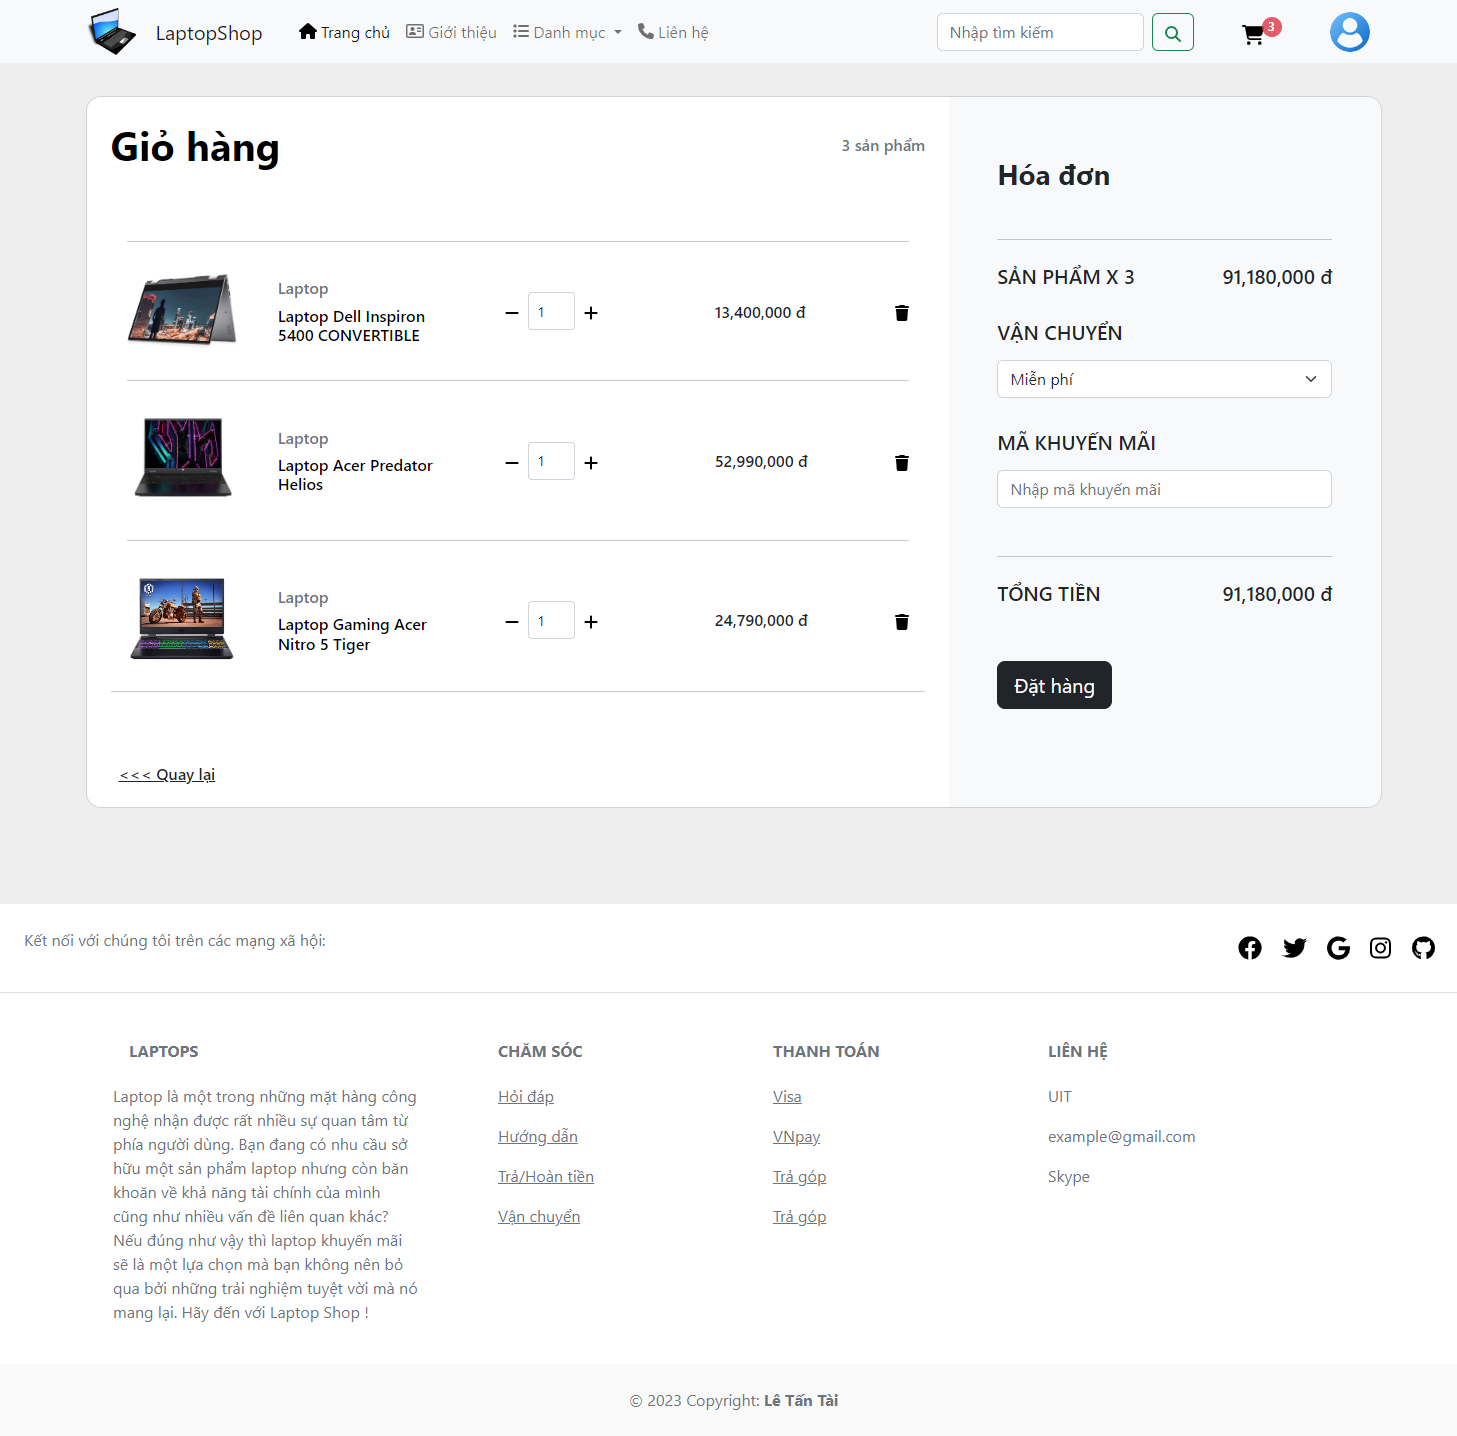 LaptopShop
Trang chủ
Giới thiệu
Danh mục
Liên hệ
Nhập tìm kiếm
3
Giỏ hàng
3 sản phẩm
Laptop
Laptop Dell Inspiron
5400 CONVERTIBLE
1
13,400,000 đ
Laptop
Laptop Acer Predator
Helios
1
52,990,000 đ
Laptop
Laptop Gaming Acer
Nitro 5 Tiger
1
24,790,000 đ
<<< Quay lại
Hóa đơn
SẢN PHẨM X 3
91,180,000 đ
VẬN CHUYỂN
Miễn phí
MÃ KHUYẾN MÃI
Nhập mã khuyến mãi
TỔNG TIỀN
91,180,000 đ
Đặt hàng
Kết nối với chúng tôi trên các mạng xã hội:
LAPTOPS
Laptop là một trong những mặt hàng công
nghệ nhận được rất nhiều sự quan tâm từ
phía người dùng. Bạn đang có nhu cầu sở
hữu một sản phẩm laptop nhưng còn băn
khoăn về khả năng tài chính của mình
cũng như nhiều vấn đề liên quan khác?
Nếu đúng như vậy thì laptop khuyến mãi
sẽ là một lựa chọn mà bạn không nên bỏ
qua bởi những trải nghiệm tuyệt vời mà nó
mang lại. Hãy đến với Laptop Shop !
CHĂM SÓC
Hỏi đáp
Hướng dẫn
Trả/Hoàn tiền
Vận chuyển
THANH TOÁN
Visa
VNpay
Trả góp
Trả góp
LIÊN HỆ
UIT
example@gmail.com
Skype
© 2023 Copyright: Lê Tấn Tài